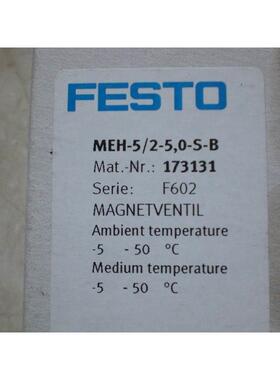 FESTO
MEH-5/2-5,0-S-B
Mat.-Nr.: 173131
Serie: F602
MAGNETVENTIL
Ambient temperature
-5 - 50 °C
Medium temperature
-5 - 50 °C